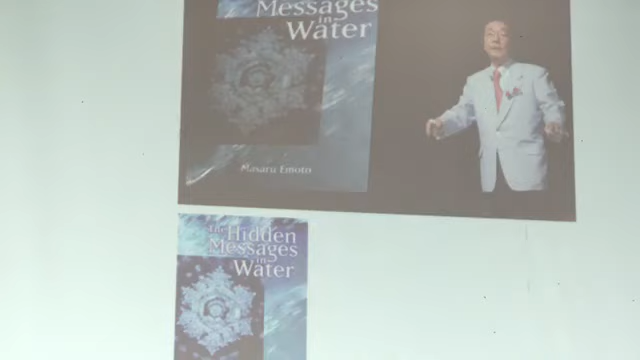 Messages
in
Water
Masaru Emoto
The Hidden
Messages
in
Water